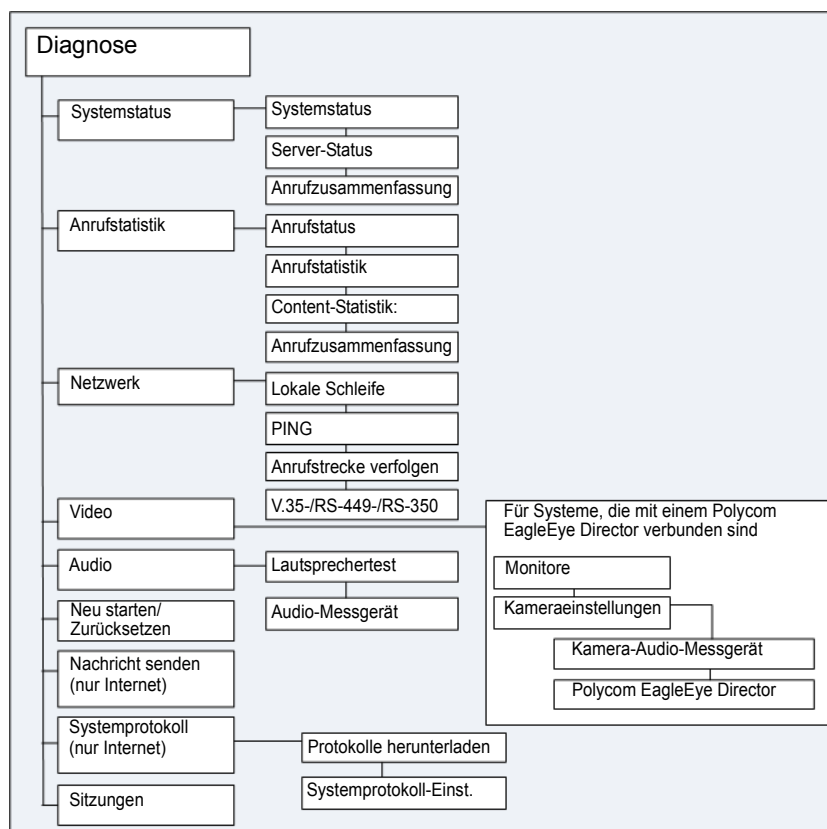 Diagnose
Systemstatus
Systemstatus
Server-Status
Anrufzusammenfassung
Anrufstatistik
Anrufstatus
Anrufstatistik
Content-Statistik:
Anrufzusammenfassung
Netzwerk
Lokale Schleife
PING
Anrufstrecke verfolgen
V.35-/RS-449-/RS-350
Video
Für Systeme, die mit einem Polycom
EagleEye Director verbunden sind
Monitore
Kameraeinstellungen
Kamera-Audio-Messgerät
Polycom EagleEye Director
Audio
Lautsprechertest
Audio-Messgerät
Neu starten/
Zurücksetzen
Nachricht senden
(nur Internet)
Systemprotokoll
(nur Internet)
Protokolle herunterladen
Systemprotokoll-Einst.
Sitzungen